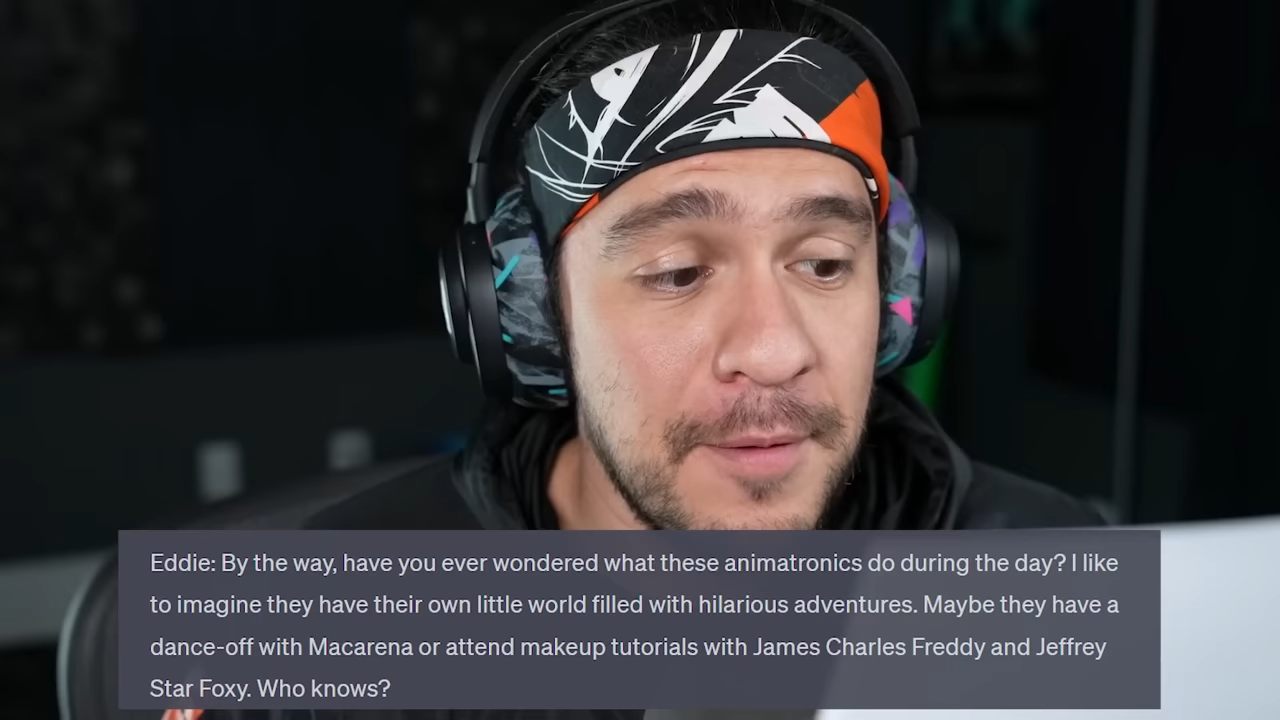 Eddie: By the way, have you ever wondered what these animatronics do during the day? I like
to imagine they have their own little world filled with hilarious adventures. Maybe they have a
dance-off with Macarena or attend makeup tutorials with James Charles Freddy and Jeffrey
Star Foxy. Who knows?